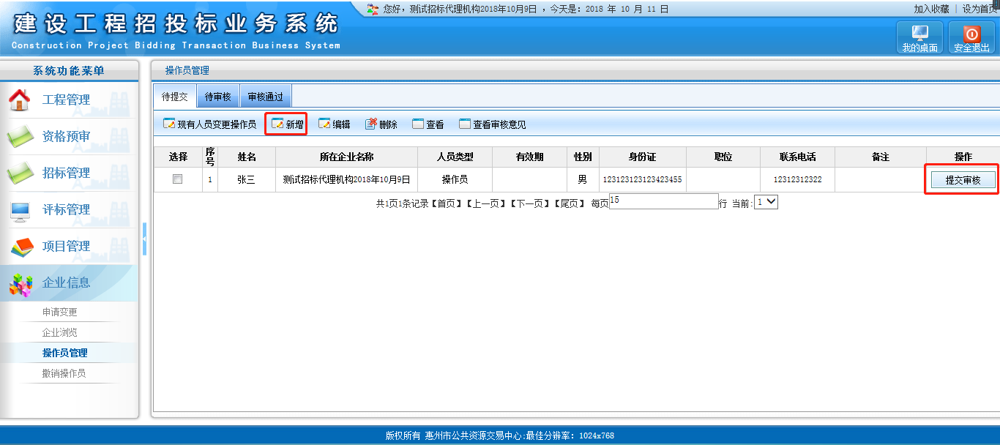 您好，测试招标代理机构2018年10月9日 ，今天是：2018 年 10 月 11 日
加入收藏 | 设为首页
建设工程招投标业务系统
Construction Project Bidding Transaction Business System
我的桌面 安全退出
系统功能菜单
工程管理
资格预审
招标管理
评标管理
项目管理
企业信息
申请变更
企业浏览
操作员管理
撤销操作员
操作员管理
待提交 待审核 审核通过
现有人员变更操作员 新增 编辑 删除 查看 查看审核意见
选择 序号 姓名 所在企业名称 人员类型 有效期 性别 身份证 职位 联系电话 备注 操作
1 张三 测试招标代理机构2018年10月9日 操作员 男 123123123123423455 12312312322 提交审核
共1页1条记录【首页】【上一页】【下一页】【尾页】 每页15行 当前:1
版权所有 惠州市公共资源交易中心:最佳分辨率：1024x768